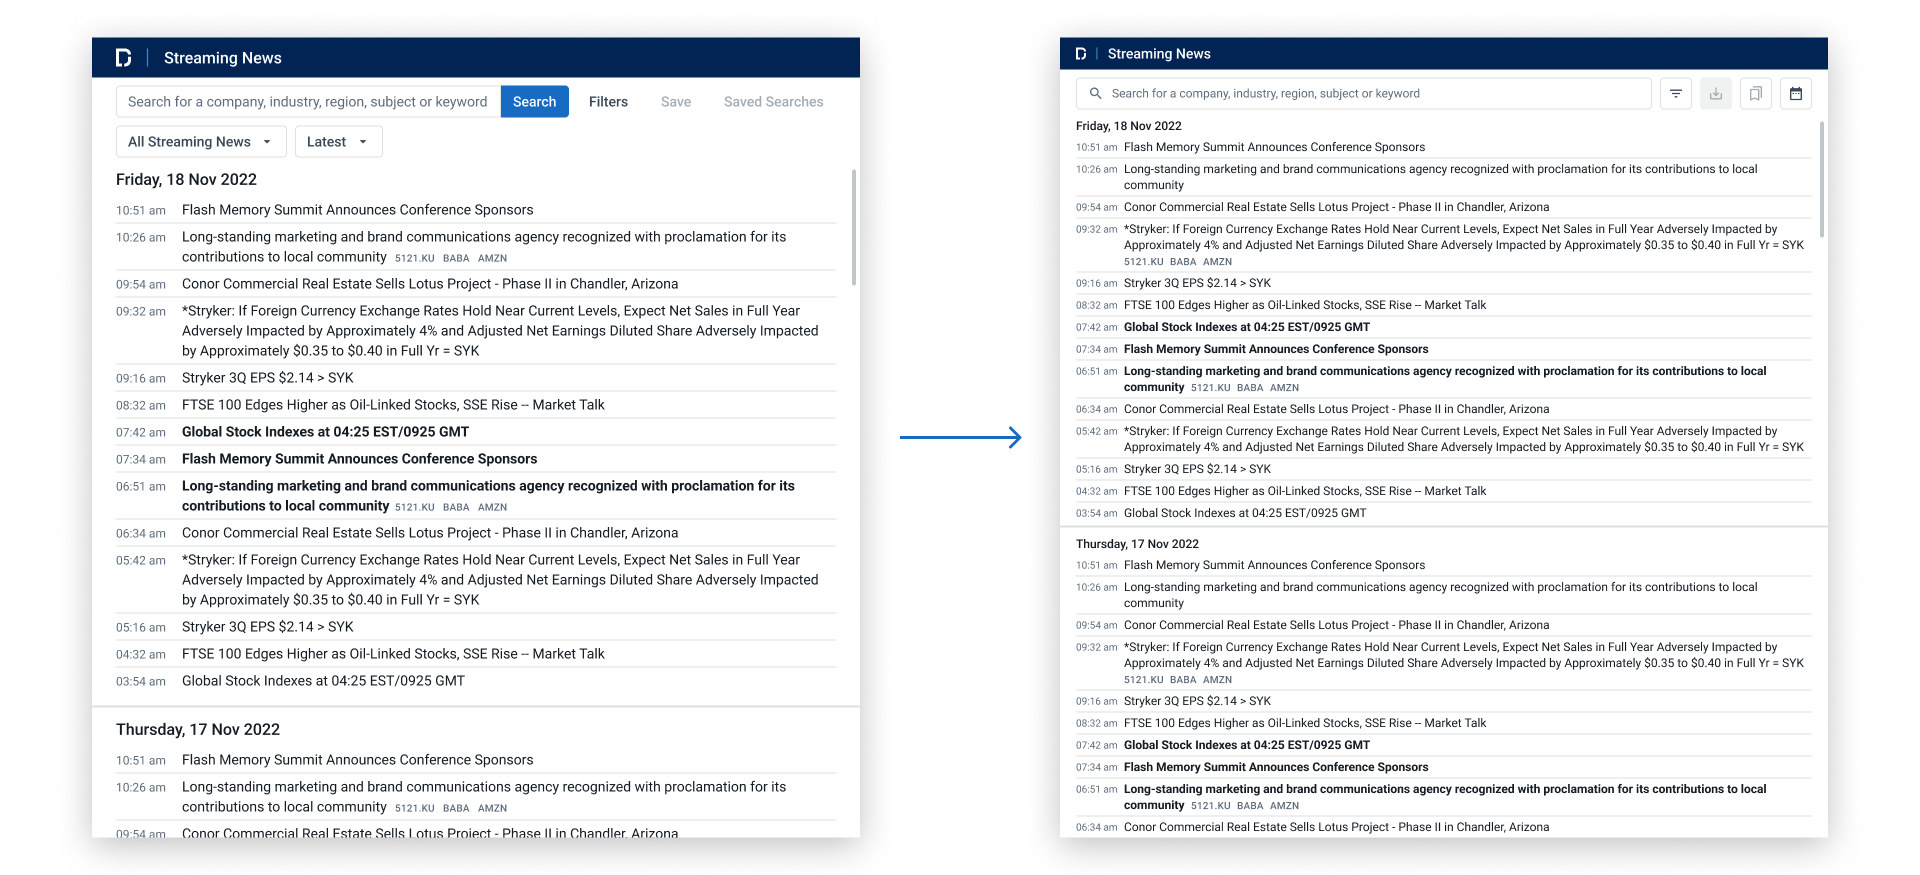 Streaming News
Search for a company, industry, region, subject or keyword Search Filters Save Saved Searches
All Streaming News Latest
Friday, 18 Nov 2022
10:51 am Flash Memory Summit Announces Conference Sponsors
10:26 am Long-standing marketing and brand communications agency recognized with proclamation for its
contributions to local community 5121.KU BABA AMZN
09:54 am Conor Commercial Real Estate Sells Lotus Project - Phase II in Chandler, Arizona
09:32 am *Stryker: If Foreign Currency Exchange Rates Hold Near Current Levels, Expect Net Sales in Full Year
Adversely Impacted by Approximately 4% and Adjusted Net Earnings Diluted Share Adversely Impacted
by Approximately $0.35 to $0.40 in Full Yr = SYK
09:16 am Stryker 3Q EPS $2.14 > SYK
08:32 am FTSE 100 Edges Higher as Oil-Linked Stocks, SSE Rise -- Market Talk
07:42 am Global Stock Indexes at 04:25 EST/0925 GMT
07:34 am Flash Memory Summit Announces Conference Sponsors
06:51 am Long-standing marketing and brand communications agency recognized with proclamation for its
contributions to local community 5121.KU BABA AMZN
06:34 am Conor Commercial Real Estate Sells Lotus Project - Phase II in Chandler, Arizona
05:42 am *Stryker: If Foreign Currency Exchange Rates Hold Near Current Levels, Expect Net Sales in Full Year
Adversely Impacted by Approximately 4% and Adjusted Net Earnings Diluted Share Adversely Impacted
by Approximately $0.35 to $0.40 in Full Yr = SYK
05:16 am Stryker 3Q EPS $2.14 > SYK
04:32 am FTSE 100 Edges Higher as Oil-Linked Stocks, SSE Rise -- Market Talk
03:54 am Global Stock Indexes at 04:25 EST/0925 GMT
Thursday, 17 Nov 2022
10:51 am Flash Memory Summit Announces Conference Sponsors
10:26 am Long-standing marketing and brand communications agency recognized with proclamation for its
contributions to local community 5121.KU BABA AMZN
09:54 am Conor Commercial Real Estate Sells Lotus Project - Phase II in Chandler, Arizona
Streaming News
Search for a company, industry, region, subject or keyword
Friday, 18 Nov 2022
10:51 am Flash Memory Summit Announces Conference Sponsors
10:26 am Long-standing marketing and brand communications agency recognized with proclamation for its contributions to local
community
09:54 am Conor Commercial Real Estate Sells Lotus Project - Phase II in Chandler, Arizona
09:32 am *Stryker: If Foreign Currency Exchange Rates Hold Near Current Levels, Expect Net Sales in Full Year Adversely Impacted by
Approximately 4% and Adjusted Net Earnings Diluted Share Adversely Impacted by Approximately $0.35 to $0.40 in Full Yr = SYK
5121.KU BABA AMZN
09:16 am Stryker 3Q EPS $2.14 > SYK
08:32 am FTSE 100 Edges Higher as Oil-Linked Stocks, SSE Rise -- Market Talk
07:42 am Global Stock Indexes at 04:25 EST/0925 GMT
07:34 am Flash Memory Summit Announces Conference Sponsors
06:51 am Long-standing marketing and brand communications agency recognized with proclamation for its contributions to local
community 5121.KU BABA AMZN
06:34 am Conor Commercial Real Estate Sells Lotus Project - Phase II in Chandler, Arizona
05:42 am *Stryker: If Foreign Currency Exchange Rates Hold Near Current Levels, Expect Net Sales in Full Year Adversely Impacted by
Approximately 4% and Adjusted Net Earnings Diluted Share Adversely Impacted by Approximately $0.35 to $0.40 in Full Yr = SYK
05:16 am Stryker 3Q EPS $2.14 > SYK
04:32 am FTSE 100 Edges Higher as Oil-Linked Stocks, SSE Rise -- Market Talk
03:54 am Global Stock Indexes at 04:25 EST/0925 GMT
Thursday, 17 Nov 2022
10:51 am Flash Memory Summit Announces Conference Sponsors
10:26 am Long-standing marketing and brand communications agency recognized with proclamation for its contributions to local
community
09:54 am Conor Commercial Real Estate Sells Lotus Project - Phase II in Chandler, Arizona
09:32 am *Stryker: If Foreign Currency Exchange Rates Hold Near Current Levels, Expect Net Sales in Full Year Adversely Impacted by
Approximately 4% and Adjusted Net Earnings Diluted Share Adversely Impacted by Approximately $0.35 to $0.40 in Full Yr = SYK
5121.KU BABA AMZN
09:16 am Stryker 3Q EPS $2.14 > SYK
08:32 am FTSE 100 Edges Higher as Oil-Linked Stocks, SSE Rise -- Market Talk
07:42 am Global Stock Indexes at 04:25 EST/0925 GMT
07:34 am Flash Memory Summit Announces Conference Sponsors
06:51 am Long-standing marketing and brand communications agency recognized with proclamation for its contributions to local
community 5121.KU BABA AMZN
06:34 am Conor Commercial Real Estate Sells Lotus Project - Phase II in Chandler, Arizona